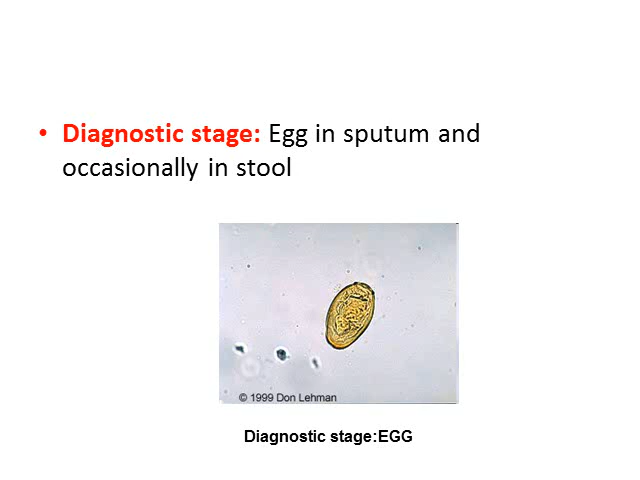 • Diagnostic stage: Egg in sputum and
occasionally in stool
© 1999 Don Lehman
Diagnostic stage:EGG